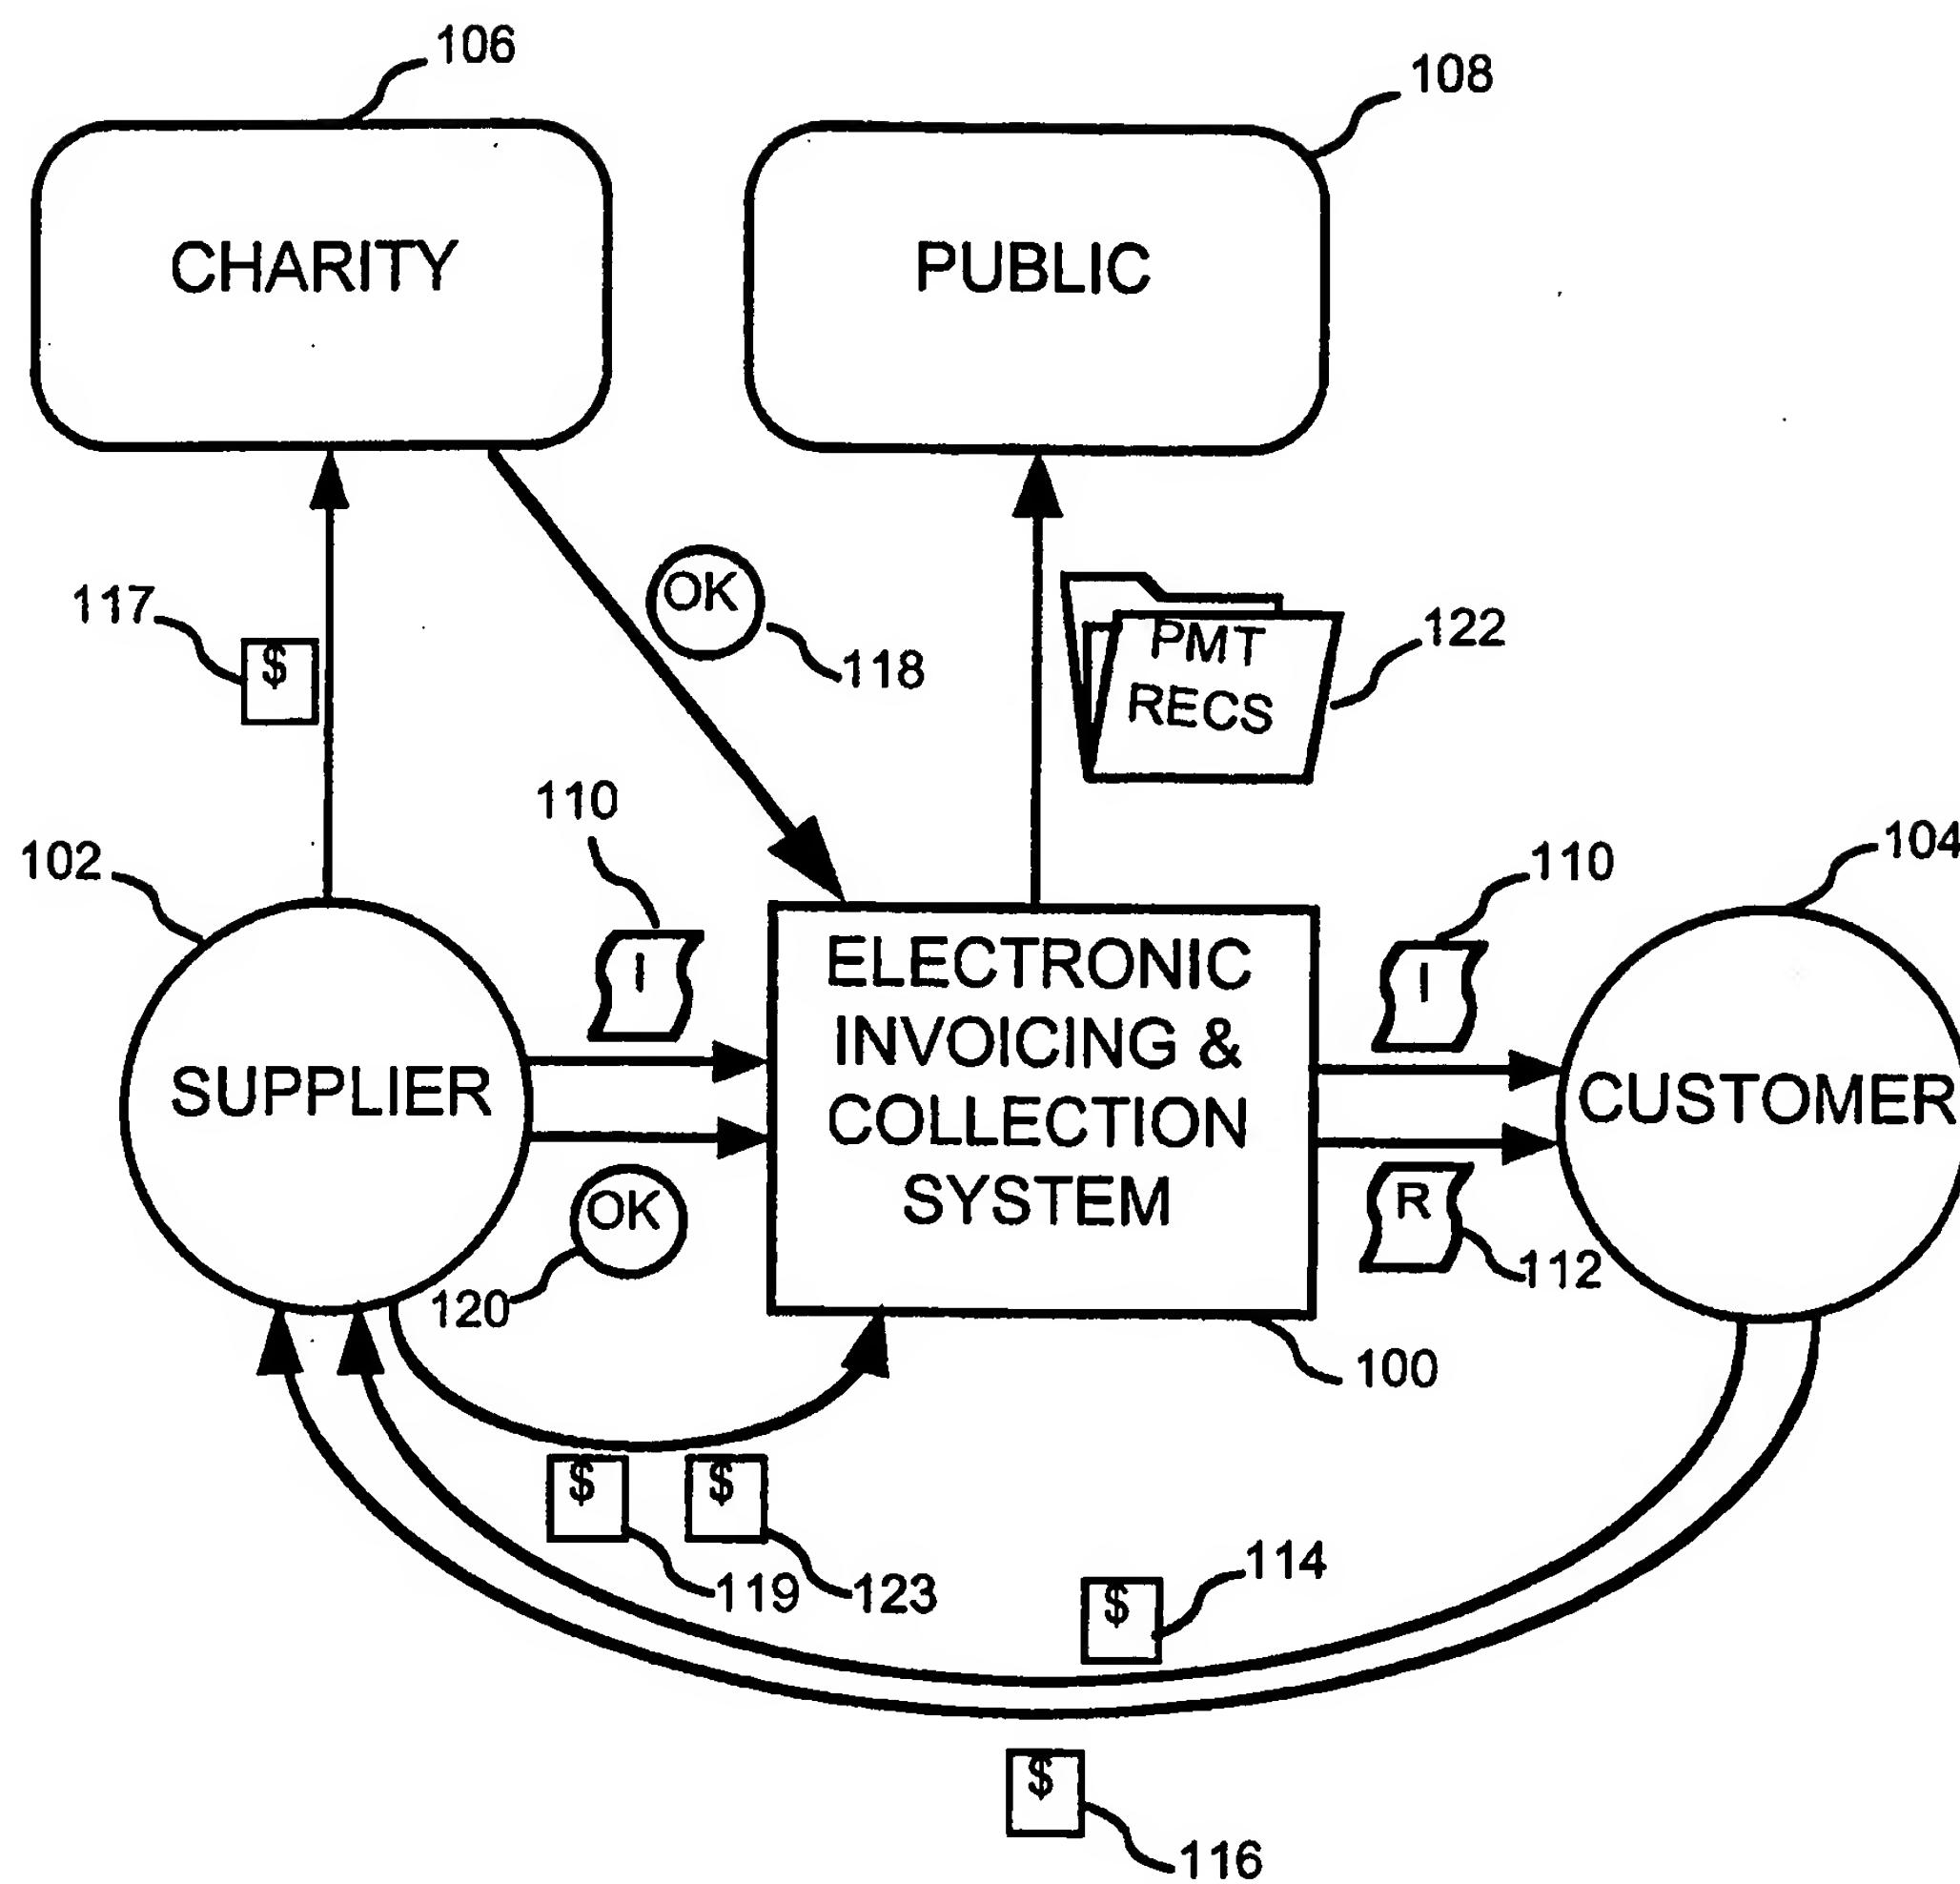 106
108
CHARITY
PUBLIC
117
$
OK
118
PMT
RECS
122
110
102
110
104
I
I
SUPPLIER
ELECTRONIC
INVOICING &
COLLECTION
SYSTEM
CUSTOMER
OK
R
120
112
100
$
$
119
123
$
114
$
116